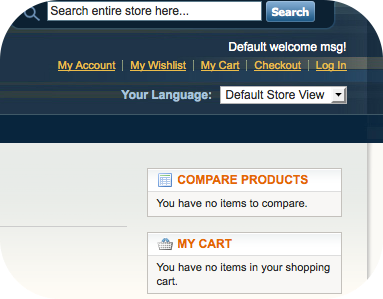 Search entire store here... Search
Default welcome msg!
My Account | My Wishlist | My Cart | Checkout | Log In
Your Language: Default Store View
COMPARE PRODUCTS
You have no items to compare.
MY CART
You have no items in your shopping
cart.